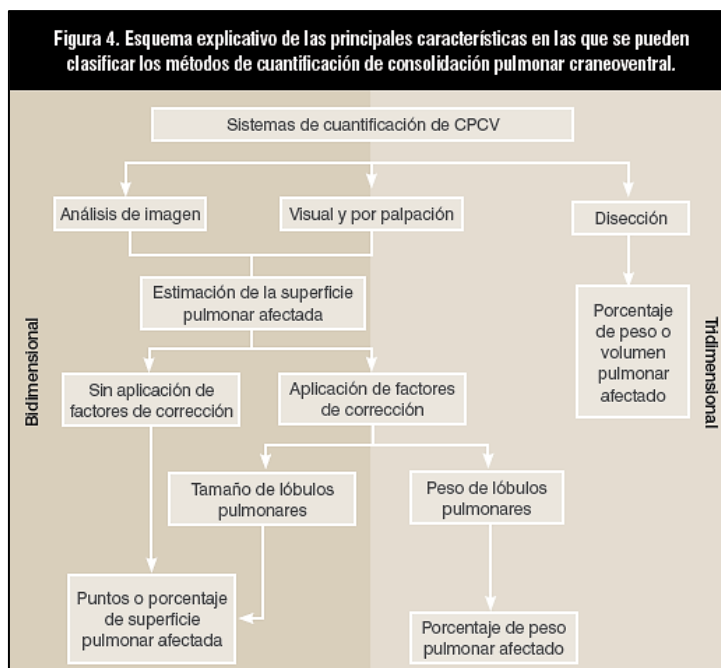 Figura 4. Esquema explicativo de las principales características en las que se pueden
clasificar los métodos de cuantificación de consolidación pulmonar craneoventral.
Sistemas de cuantificación de CPCV
Análisis de imagen
Visual y por palpación
Disección
Estimación de la superficie
pulmonar afectada
Porcentaje
de peso o
volumen
pulmonar
afectado
Bidimensional
Tridimensional
Sin aplicación de
factores de corrección
Aplicación de factores
de corrección
Tamaño de lóbulos
pulmonares
Peso de lóbulos
pulmonares
Puntos o porcentaje
de superficie
pulmonar afectada
Porcentaje de peso
pulmonar afectado